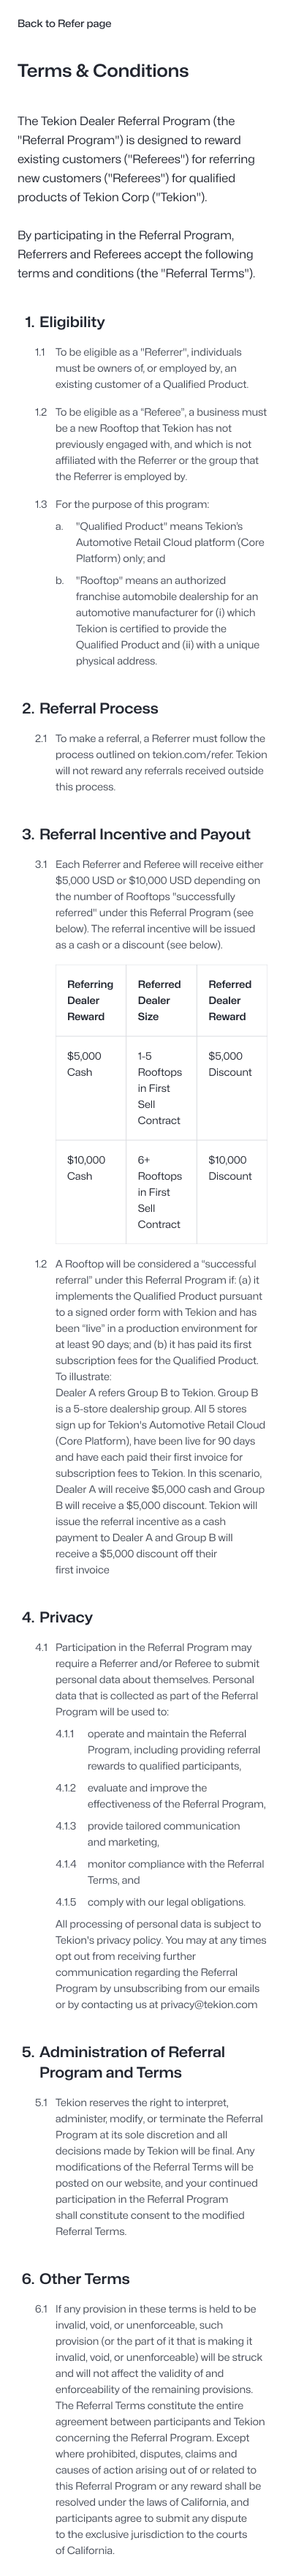 Back to Refer page
Terms & Conditions
The Tekion Dealer Referral Program (the
"Referral Program") is designed to reward
existing customers ("Referees") for referring
new customers ("Referees") for qualified
products of Tekion Corp ("Tekion").
By participating in the Referral Program,
Referrers and Referees accept the following
terms and conditions (the "Referral Terms").
1. Eligibility
1.1 To be eligible as a "Referrer", individuals
must be owners of, or employed by, an
existing customer of a Qualified Product.
1.2 To be eligible as a "Referee", a business must
be a new Rooftop that Tekion has not
previously engaged with, and which is not
affiliated with the Referrer or the group that
the Referrer is employed by.
1.3 For the purpose of this program:
a. "Qualified Product" means Tekion's
Automotive Retail Cloud platform (Core
Platform) only; and
b. "Rooftop" means an authorized
franchise automobile dealership for an
automotive manufacturer for (i) which
Tekion is certified to provide the
Qualified Product and (ii) with a unique
physical address.
2. Referral Process
2.1 To make a referral, a Referrer must follow the
process outlined on tekion.com/refer. Tekion
will not reward any referrals received outside
this process.
3. Referral Incentive and Payout
3.1 Each Referrer and Referee will receive either
$5,000 USD or $10,000 USD depending on
the number of Rooftops "successfully
referred" under this Referral Program (see
below). The referral incentive will be issued
as a cash or a discount (see below).
Referring Dealer Reward
Referred Dealer Size
Referred Dealer Reward
$5,000 Cash
1-5 Rooftops in First Sell Contract
$5,000 Discount
$10,000 Cash
6+ Rooftops in First Sell Contract
$10,000 Discount
1.2 A Rooftop will be considered a "successful
referral" under this Referral Program if: (a) it
implements the Qualified Product pursuant
to a signed order form with Tekion and has
been "live" in a production environment for
at least 90 days; and (b) it has paid its first
subscription fees for the Qualified Product.
To illustrate:
Dealer A refers Group B to Tekion. Group B
is a 5-store dealership group. All 5 stores
sign up for Tekion's Automotive Retail Cloud
(Core Platform), have been live for 90 days
and have each paid their first invoice for
subscription fees to Tekion. In this scenario,
Dealer A will receive $5,000 cash and Group
B will receive a $5,000 discount. Tekion will
issue the referral incentive as a cash
payment to Dealer A and Group B will
receive a $5,000 discount off their
first invoice
4. Privacy
4.1 Participation in the Referral Program may
require a Referrer and/or Referee to submit
personal data about themselves. Personal
data that is collected as part of the Referral
Program will be used to:
4.1.1 operate and maintain the Referral
Program, including providing referral
rewards to qualified participants,
4.1.2 evaluate and improve the
effectiveness of the Referral Program,
4.1.3 provide tailored communication
and marketing,
4.1.4 monitor compliance with the Referral
Terms, and
4.1.5 comply with our legal obligations.
All processing of personal data is subject to
Tekion's privacy policy. You may at any times
opt out from receiving further
communication regarding the Referral
Program by unsubscribing from our emails
or by contacting us at privacy@tekion.com
5. Administration of Referral
Program and Terms
5.1 Tekion reserves the right to interpret,
administer, modify, or terminate the Referral
Program at its sole discretion and all
decisions made by Tekion will be final. Any
modifications of the Referral Terms will be
posted on our website, and your continued
participation in the Referral Program
shall constitute consent to the modified
Referral Terms.
6. Other Terms
6.1 If any provision in these terms is held to be
invalid, void, or unenforceable, such
provision (or the part of it that is making it
invalid, void, or unenforceable) will be struck
and will not affect the validity of and
enforceability of the remaining provisions.
The Referral Terms constitute the entire
agreement between participants and Tekion
concerning the Referral Program. Except
where prohibited, disputes, claims and
causes of action arising out of or related to
this Referral Program or any reward shall be
resolved under the laws of California, and
participants agree to submit any dispute
to the exclusive jurisdiction to the courts
of California.